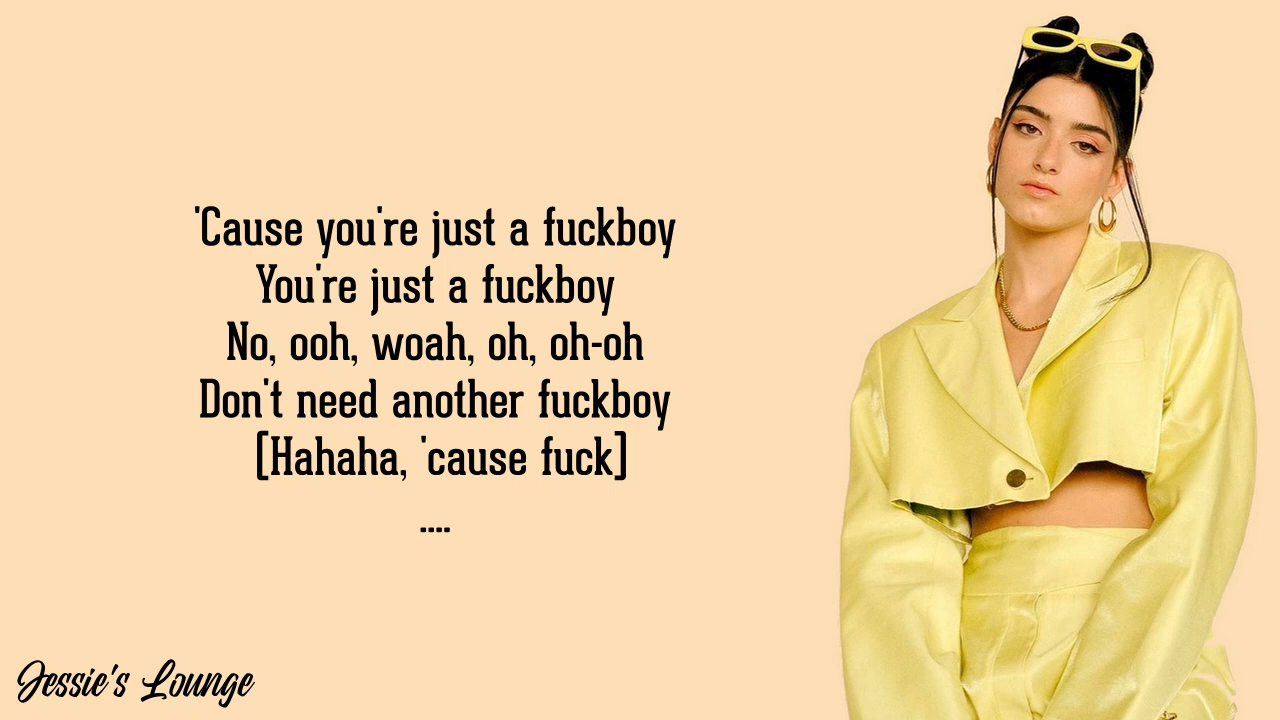 'Cause you're just a fuckboy
You're just a fuckboy
No, ooh, woah, oh, oh-oh
Don't need another fuckboy
[Hahaha, 'cause fuck]
....
Jessie's Lounge